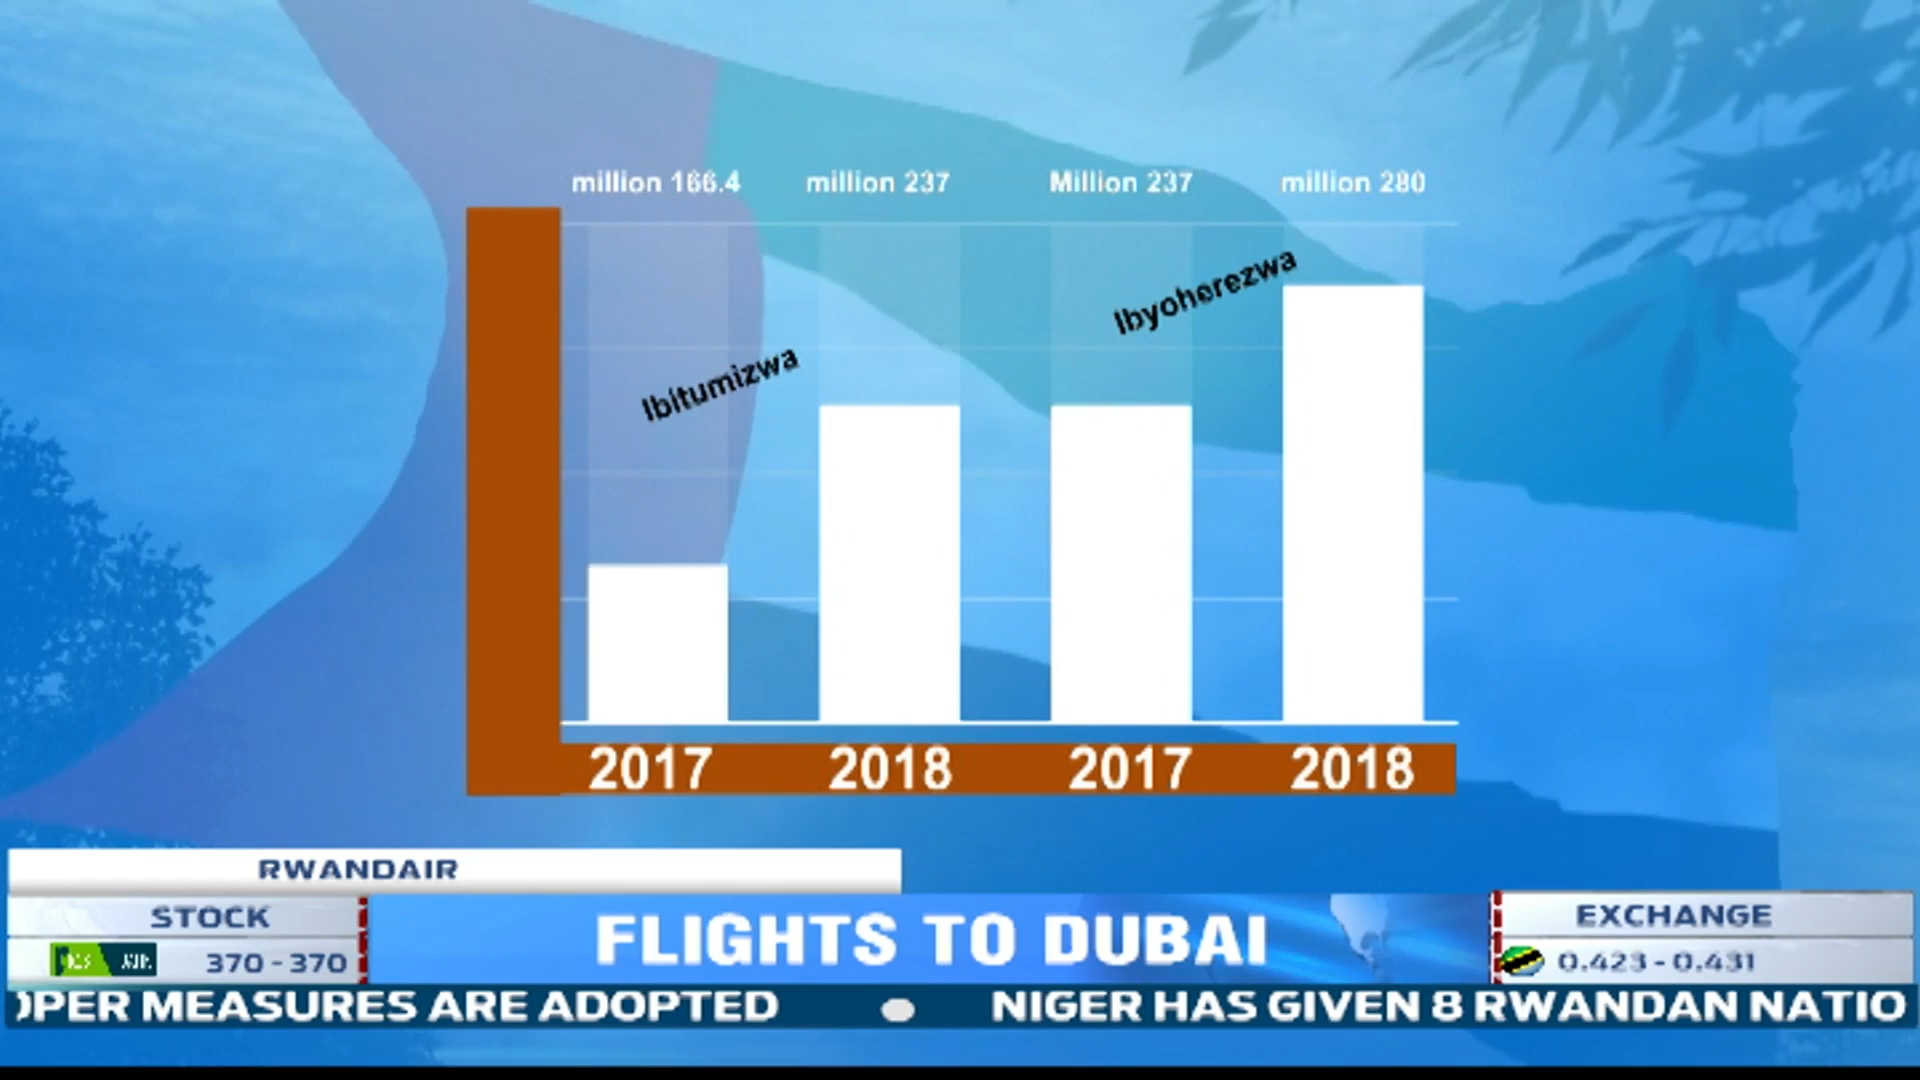 million 166.4 million 237 Million 237 million 280
Ibyoherezwa
Ibitumizwa
2017 2018 2017 2018
RWANDAIR
STOCK
370 - 370
FLIGHTS TO DUBAI
EXCHANGE
0.423 - 0.431
OPER MEASURES ARE ADOPTED
NIGER HAS GIVEN 8 RWANDAN NATIO